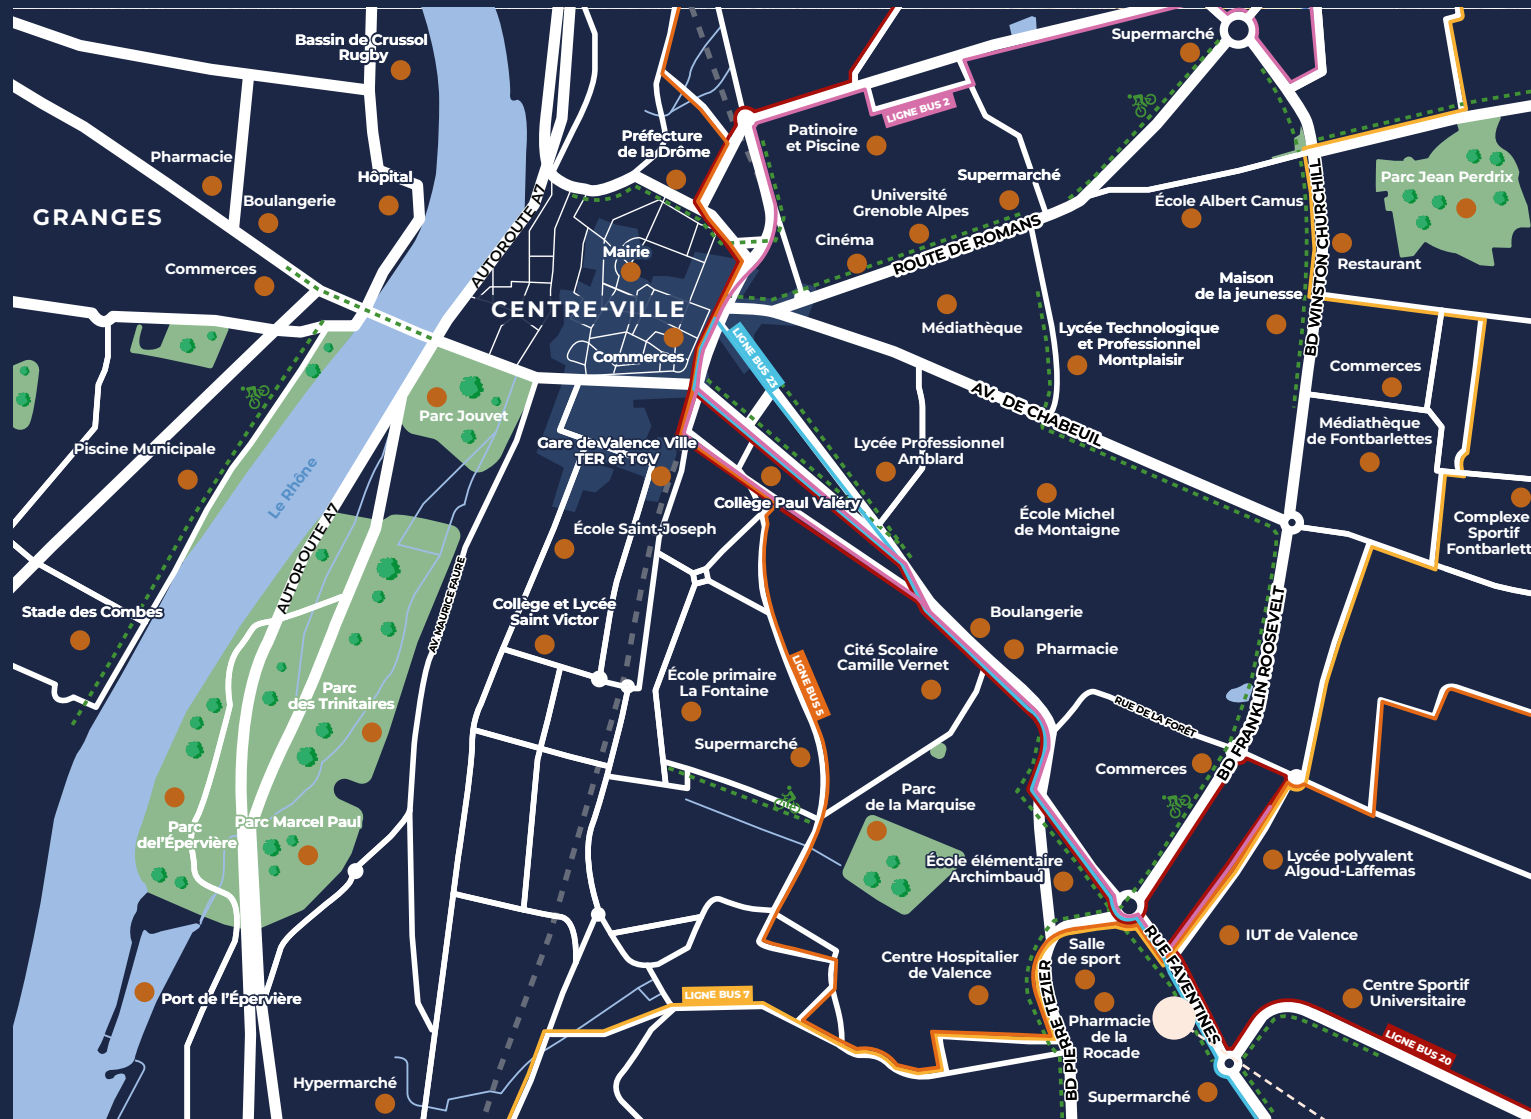 Bassin de Crussol
Rugby
Supermarché
LIGNE BUS 2
Préfecture
de la Drôme
Patinoire
et Piscine
Pharmacie
Hôpital
Boulangerie
GRANGES
Supermarché
Université
Grenoble Alpes
École Albert Camus
Parc Jean Perdrix
AUTOROUTE A7
Mairie
Cinéma
ROUTE DE ROMANS
BD WINSTON CHURCHILL
Restaurant
Commerces
Maison
de la jeunesse
CENTRE-VILLE
Médiathèque
Lycée Technologique
et Professionnel
Montplaisir
Commerces
LIGNE BUS 23
Commerces
Parc Jouvet
AV. DE CHABEUIL
Médiathèque
de Fontbarlettes
Piscine Municipale
Gare de Valence Ville
TER et TGV
Lycée Professionnel
Amblard
Le Rhône
Collège Paul Valéry
École Michel
de Montaigne
Complexe
Sportif
Fontbarlett
AUTOROUTE A7
École Saint-Joseph
AV. MAURICE FAURE
Stade des Combes
Collège et Lycée
Saint Victor
Boulangerie
Pharmacie
BD FRANKLIN ROOSEVELT
Cité Scolaire
Camille Vernet
École primaire
La Fontaine
LIGNE BUS 5
Parc
des Trinitaires
RUE DE LA FORÊT
Supermarché
Commerces
Parc
de la Marquise
Parc
del'Épervière
Parc Marcel Paul
École élémentaire
Archimbaud
Lycée polyvalent
Algoud-Laffemas
IUT de Valence
RUE FAVENTINES
Salle
de sport
Centre Hospitalier
de Valence
BD PIERRE TEZIER
Port de l'Épervière
LIGNE BUS 7
Centre Sportif
Universitaire
Pharmacie
de la
Rocade
LIGNE BUS 20
Hypermarché
Supermarché